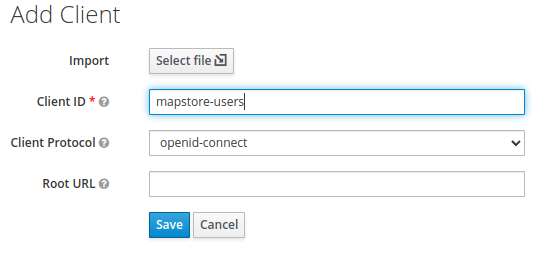 Add Client
Import Select file
Client ID * mapstore-users
Client Protocol openid-connect
Root URL
Save Cancel